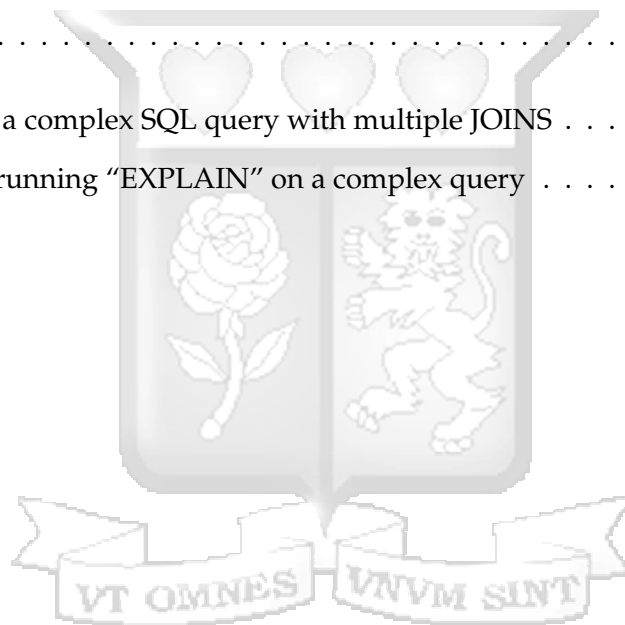 . . . . . . . . . . . . . . . . . . . . . . . . . . . . . .
a complex SQL query with multiple JOINS . . .
running “EXPLAIN” on a complex query . . . .
VT OMNES VNVM SINT